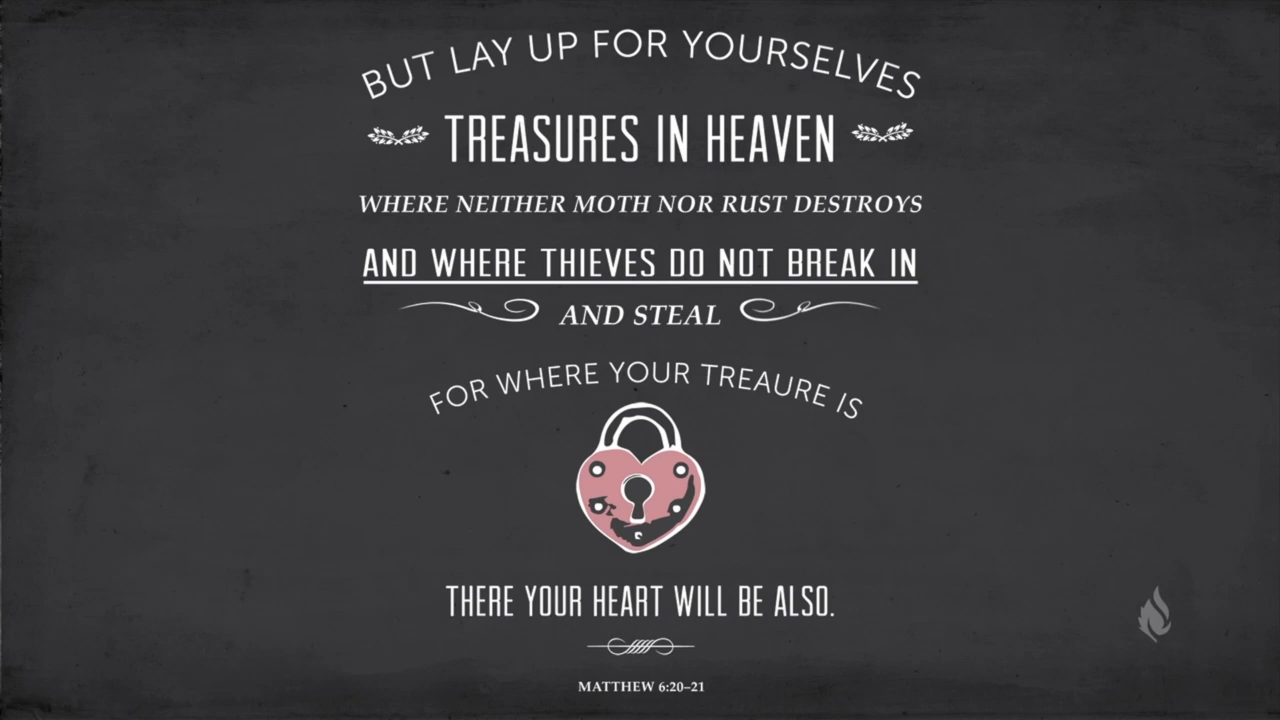 BUT LAY UP FOR YOURSELVES
TREASURES IN HEAVEN
WHERE NEITHER MOTH NOR RUST DESTROYS
AND WHERE THIEVES DO NOT BREAK IN
AND STEAL
FOR WHERE YOUR TREAURE IS
THERE YOUR HEART WILL BE ALSO.
MATTHEW 6:20–21